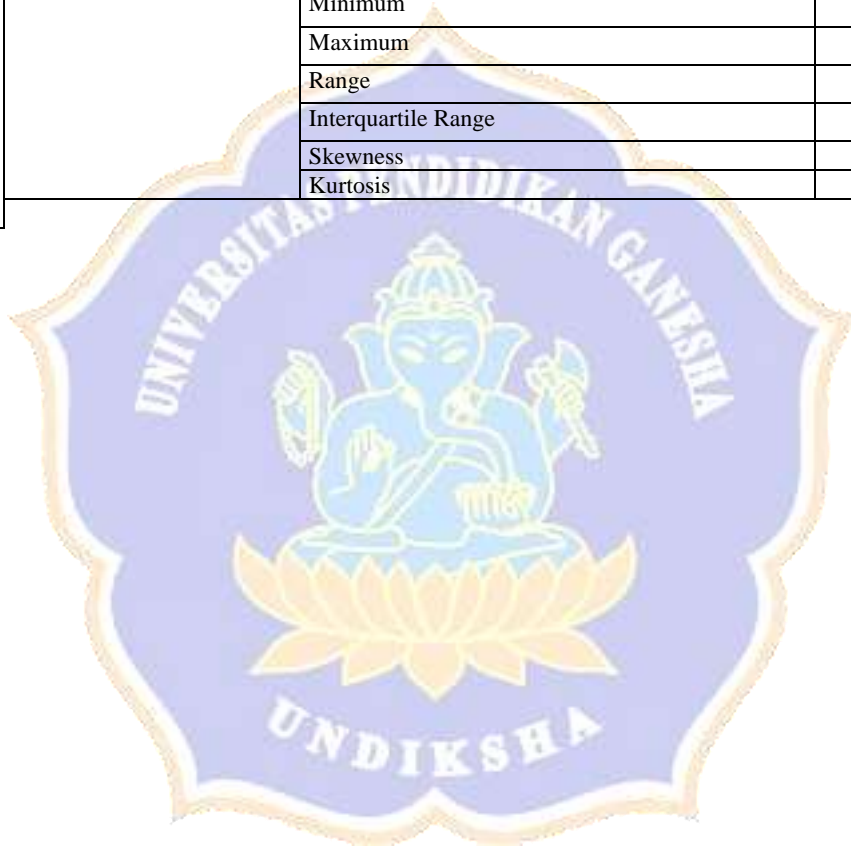 Minimum
Maximum
Range
Interquartile Range
Skewness
Kurtosis
UNIVERSITAS PENDIDIKAN GANESHA
UNDIKSHA